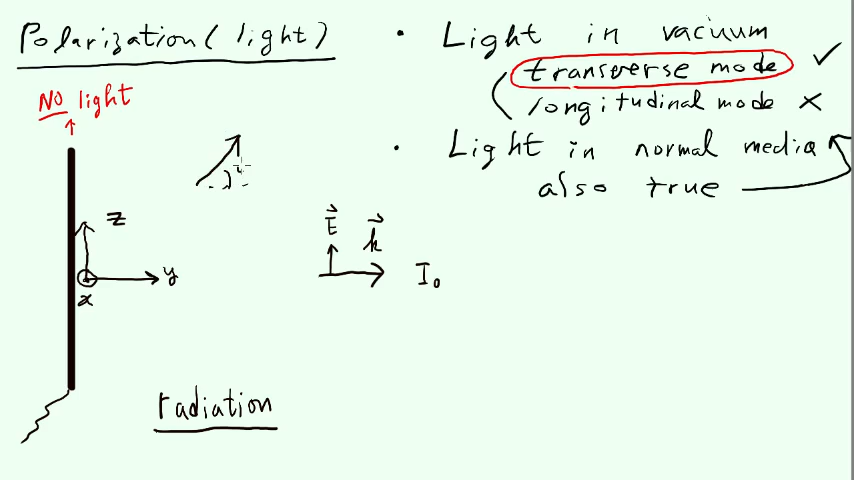 Polarization (light)
• Light in vacuum
transverse mode ✓
longitudinal mode ✗
NO light
• Light in normal media
also true
z
y
x
E
k
I₀
radiation